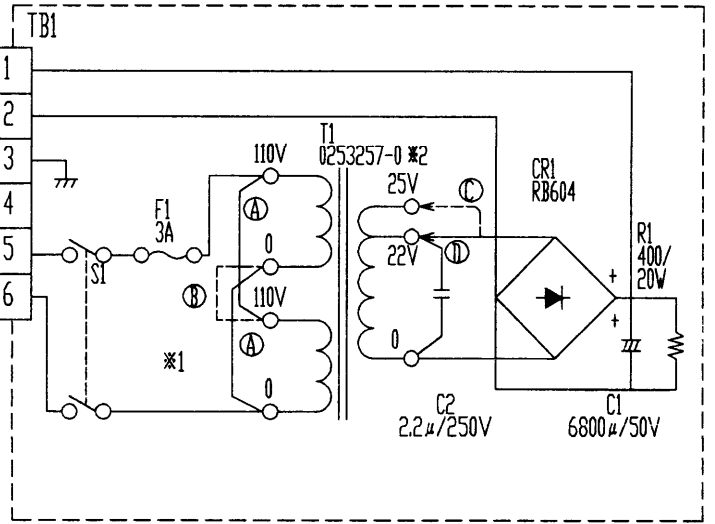 TB1
1
2
3
4
5
6
S1
F1
3A
110V
0
110V
0
A
B
A
※1
T1
0253257-0 ※2
25V
22V
0
C
D
C2
2.2μ/250V
CR1
RB604
+
+
R1
400/
20W
C1
6800μ/50V